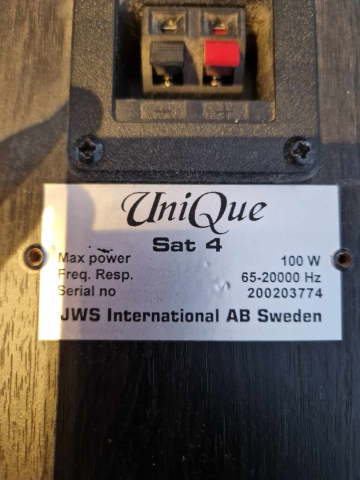 UniQue
Sat 4
Max power 100 W
Freq. Resp. 65-20000 Hz
Serial no 200203774
JWS International AB Sweden